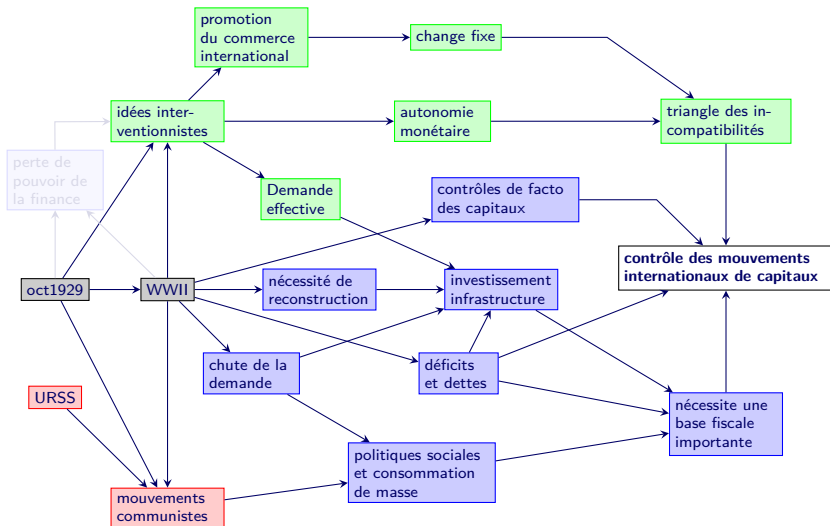 promotion
du commerce
international
change fixe
idées inter-
ventionnistes
autonomie
monétaire
triangle des in-
compatibilités
perte de
pouvoir de
la finance
Demande
effective
contrôles de facto
des capitaux
contrôle des mouvements
internationaux de capitaux
oct1929
WWII
nécessité de
reconstruction
investissement
infrastructure
chute de la
demande
déficits
et dettes
URSS
nécessite une
base fiscale
importante
politiques sociales
et consommation
de masse
mouvements
communistes